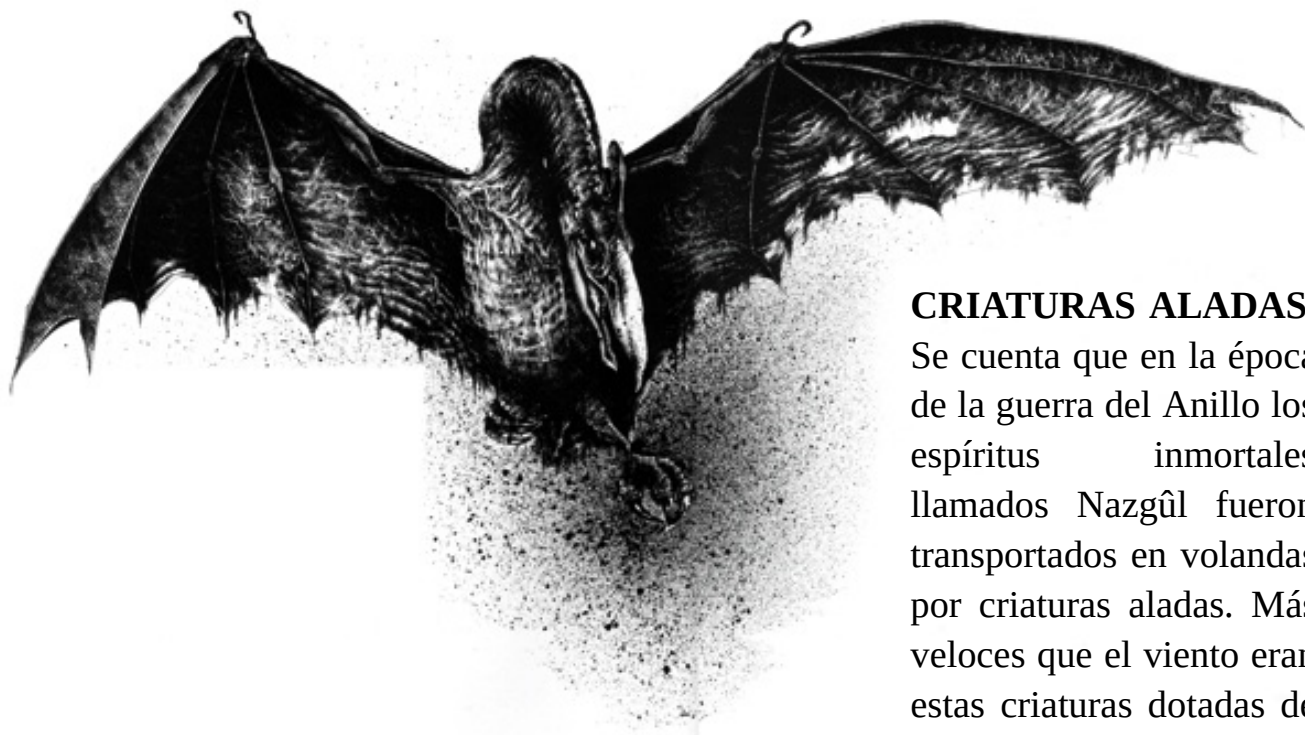 CRIATURAS ALADAS
Se cuenta que en la época
de la guerra del Anillo los
espíritus inmortales
llamados Nazgûl fueron
transportados en volandas
por criaturas aladas. Más
veloces que el viento eran
estas criaturas dotadas de